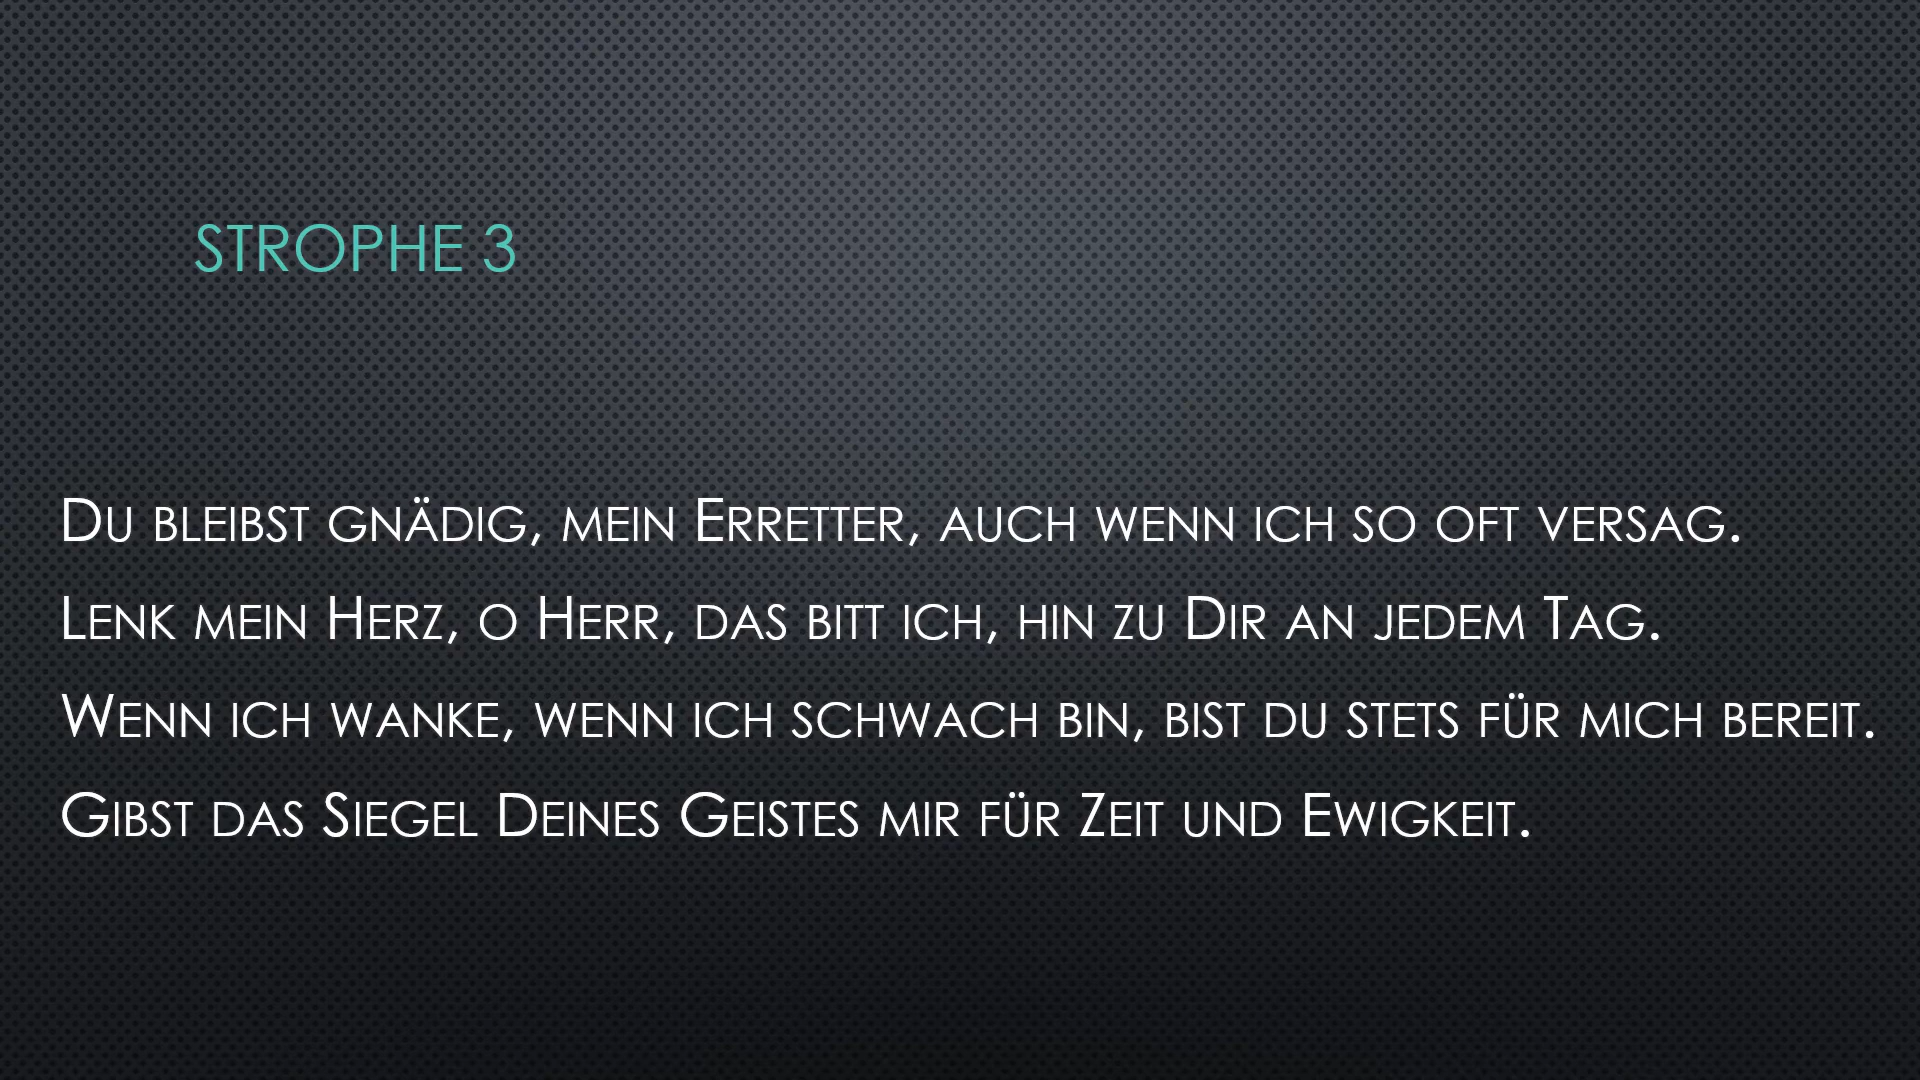 STROPHE 3
Du bleibst gnädig, mein Erretter, auch wenn ich so oft versag.
Lenk mein Herz, o Herr, das bitt ich, hin zu Dir an jedem Tag.
Wenn ich wanke, wenn ich schwach bin, bist du stets für mich bereit.
Gibst das Siegel Deines Geistes mir für Zeit und Ewigkeit.